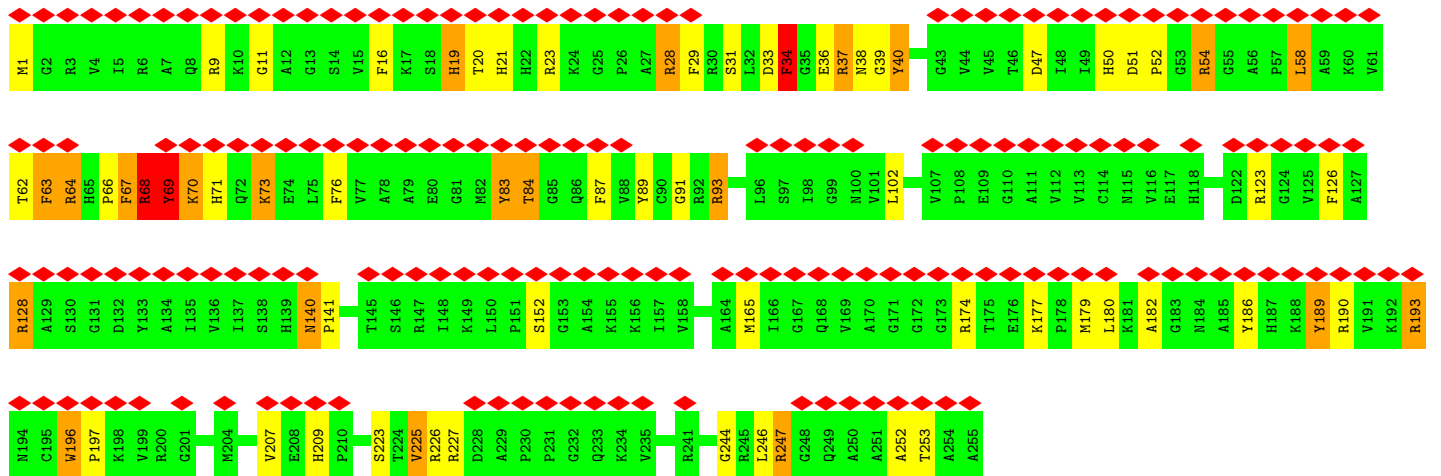 M1 G2 R3 V4 I5 R6 A7 Q8 R9 K10 G11 A12 G13 S14 V15 F16 K17 S18 H19 T20 H21 H22 R23 K24 G25 P26 A27 R28 F29 R30 S31 L32 D33 F34 G35 E36 R37 N38 G39 Y40 G43 V44 V45 T46 D47 I48 I49 H50 D51 P52 G53 R54 G55 A56 P57 L58 A59 K60 V61
T62 F63 R64 H65 P66 F67 R68 Y69 K70 H71 Q72 K73 E74 L75 F76 V77 A78 A79 E80 G81 M82 Y83 T84 G85 Q86 F87 V88 Y89 C90 G91 R92 R93 L96 S97 I98 G99 N100 V101 L102 V107 P108 E109 G110 A111 V112 V113 C114 N115 V116 E117 H118 D122 R123 G124 V125 F126 A127
R128 A129 S130 G131 D132 Y133 A134 I135 V136 I137 S138 H139 N140 P141 T145 S146 R147 I148 K149 L150 P151 S152 G153 A154 K155 K156 I157 V158 A164 M165 I166 G167 Q168 V169 A170 G171 G172 G173 R174 T175 E176 K177 P178 M179 L180 K181 A182 G183 N184 A185 Y186 H187 K188 Y189 R190 V191 K192 R193
N194 C195 W196 P197 K198 V199 R200 G201 M204 V207 E208 H209 P210 S223 T224 V225 R226 R227 D228 A229 P230 P231 G232 Q233 K234 V235 R241 G244 R245 L246 R247 G248 Q249 A250 A251 A252 T253 A254 A255